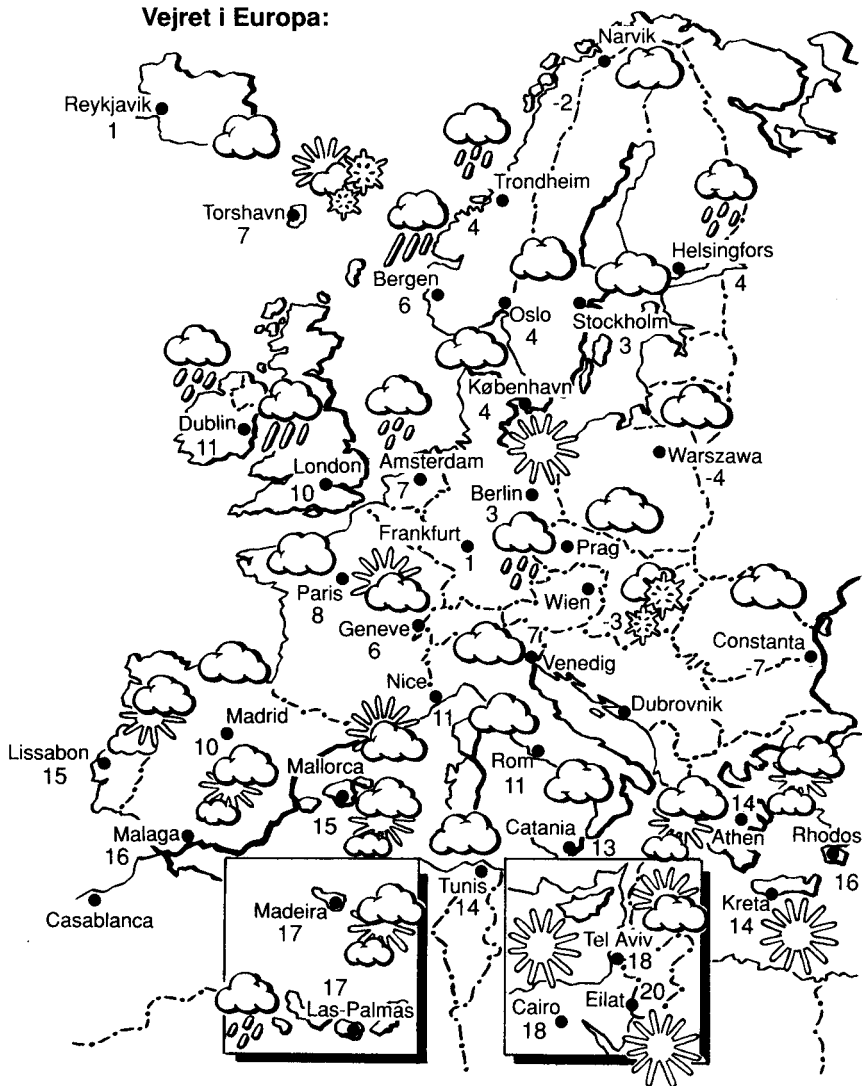 Vejret i Europa:
Narvik
-2
Reykjavik
1
Torshavn
7
Trondheim
4
Bergen
6
Oslo
4
Helsingfors
4
Stockholm
3
København
4
Dublin
11
London
10
Amsterdam
7
Berlin
3
Warszawa
-4
Frankfurt
1
Prag
Paris
8
Wien
-3
Geneve
6
7
Venedig
Constanta
-7
Nice
11
Dubrovnik
Madrid
10
Lissabon
15
Rom
11
Mallorca
15
Malaga
16
Catania
13
14
Athen
Rhodos
16
Casablanca
Tunis
14
Kreta
14
Madeira
17
17
Las-Palmas
Tel Aviv
18
20
Eilat
Cairo
18